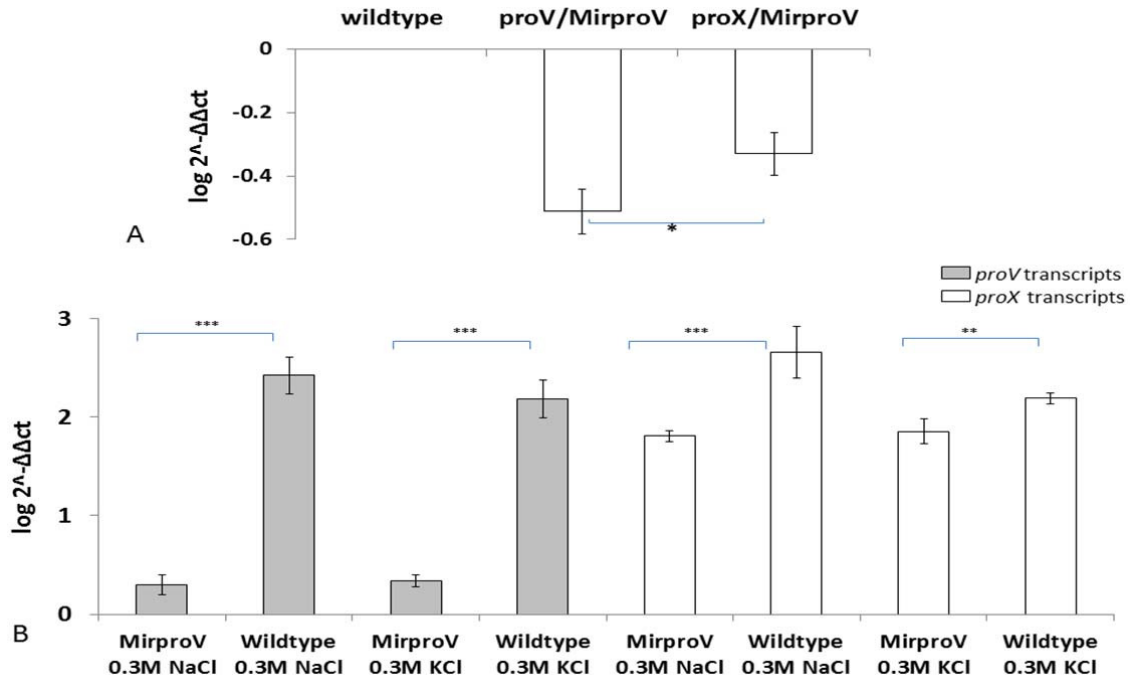 wildtype proV/MirproV proX/MirproV
0
-0.2
-0.4
-0.6
log 2^-ΔΔct
*
A
proV transcripts
proX transcripts
3
2
1
0
log 2^-ΔΔct
*** *** *** **
B
MirproV Wildtype MirproV Wildtype MirproV Wildtype MirproV Wildtype
0.3M NaCl 0.3M NaCl 0.3M KCl 0.3M KCl 0.3M NaCl 0.3M NaCl 0.3M KCl 0.3M KCl